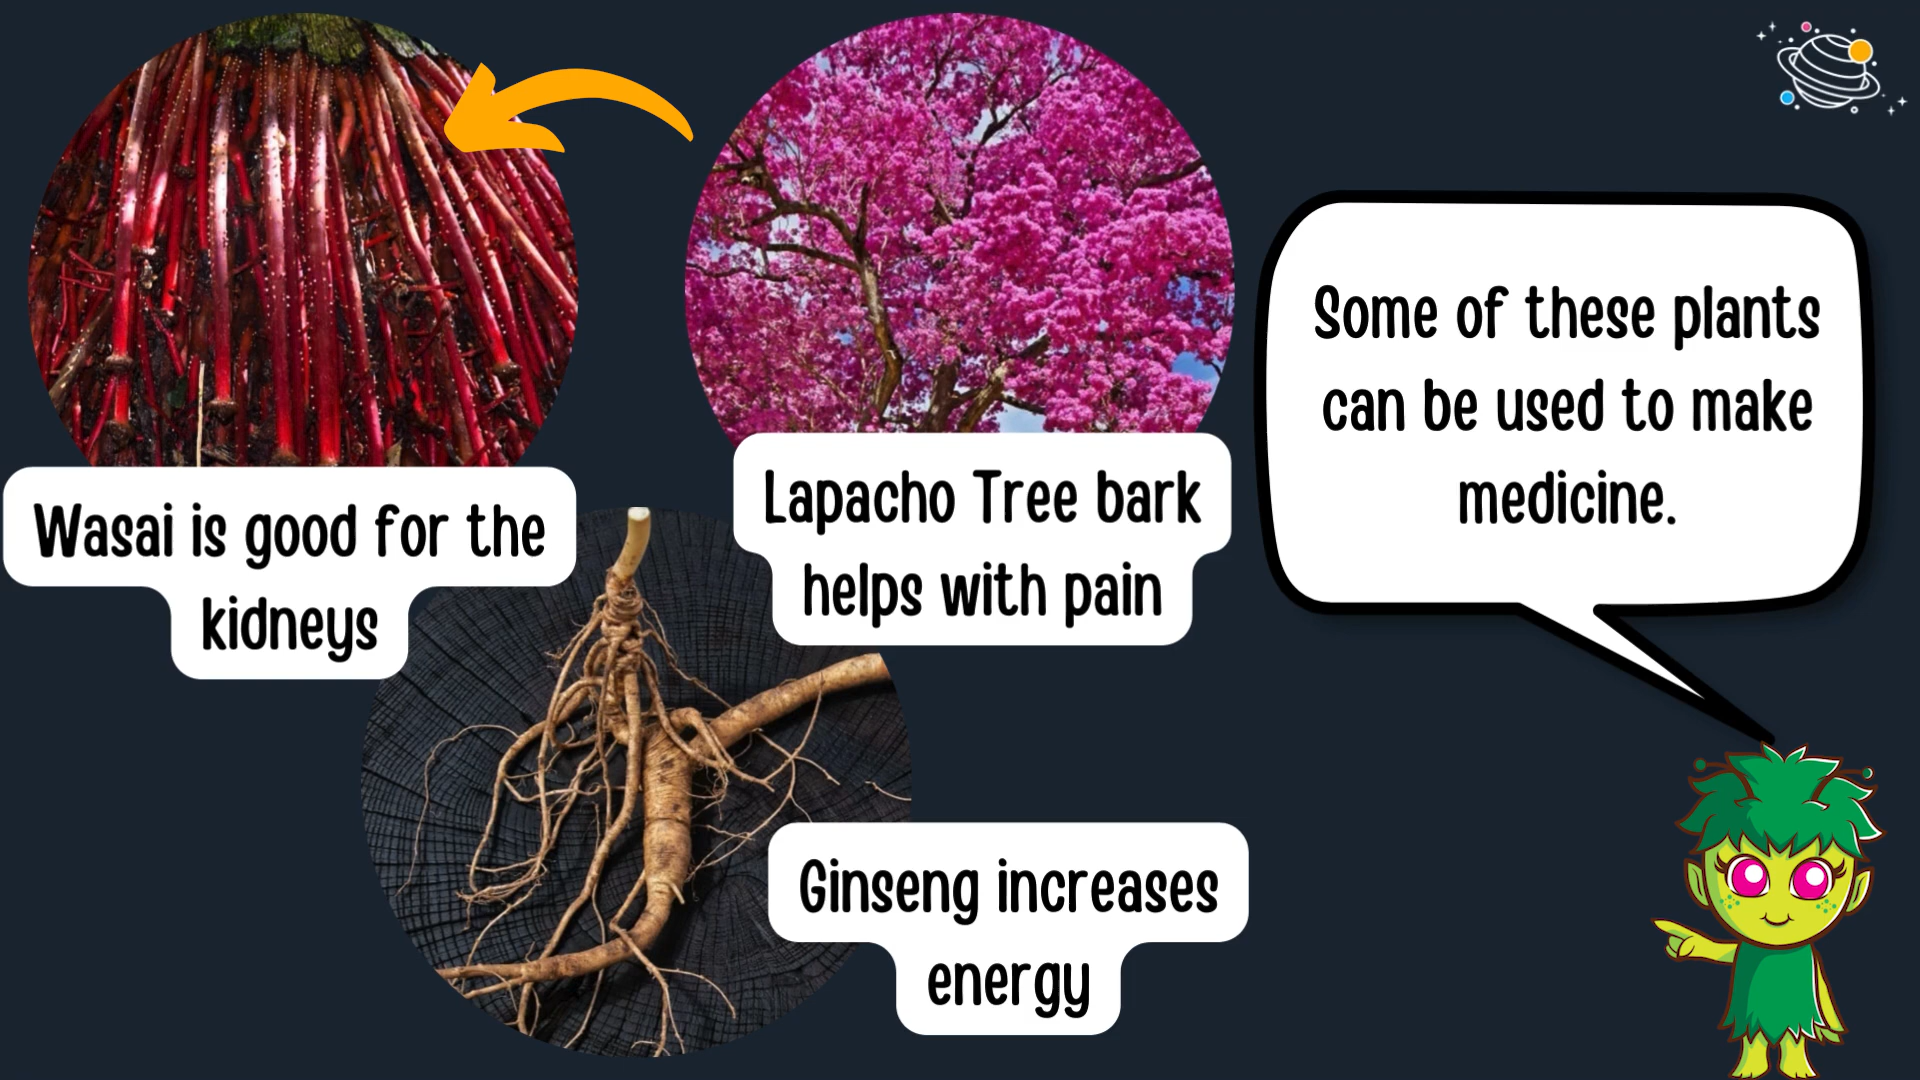 Wasai is good for the
kidneys
Lapacho Tree bark
helps with pain
Ginseng increases
energy
Some of these plants
can be used to make
medicine.